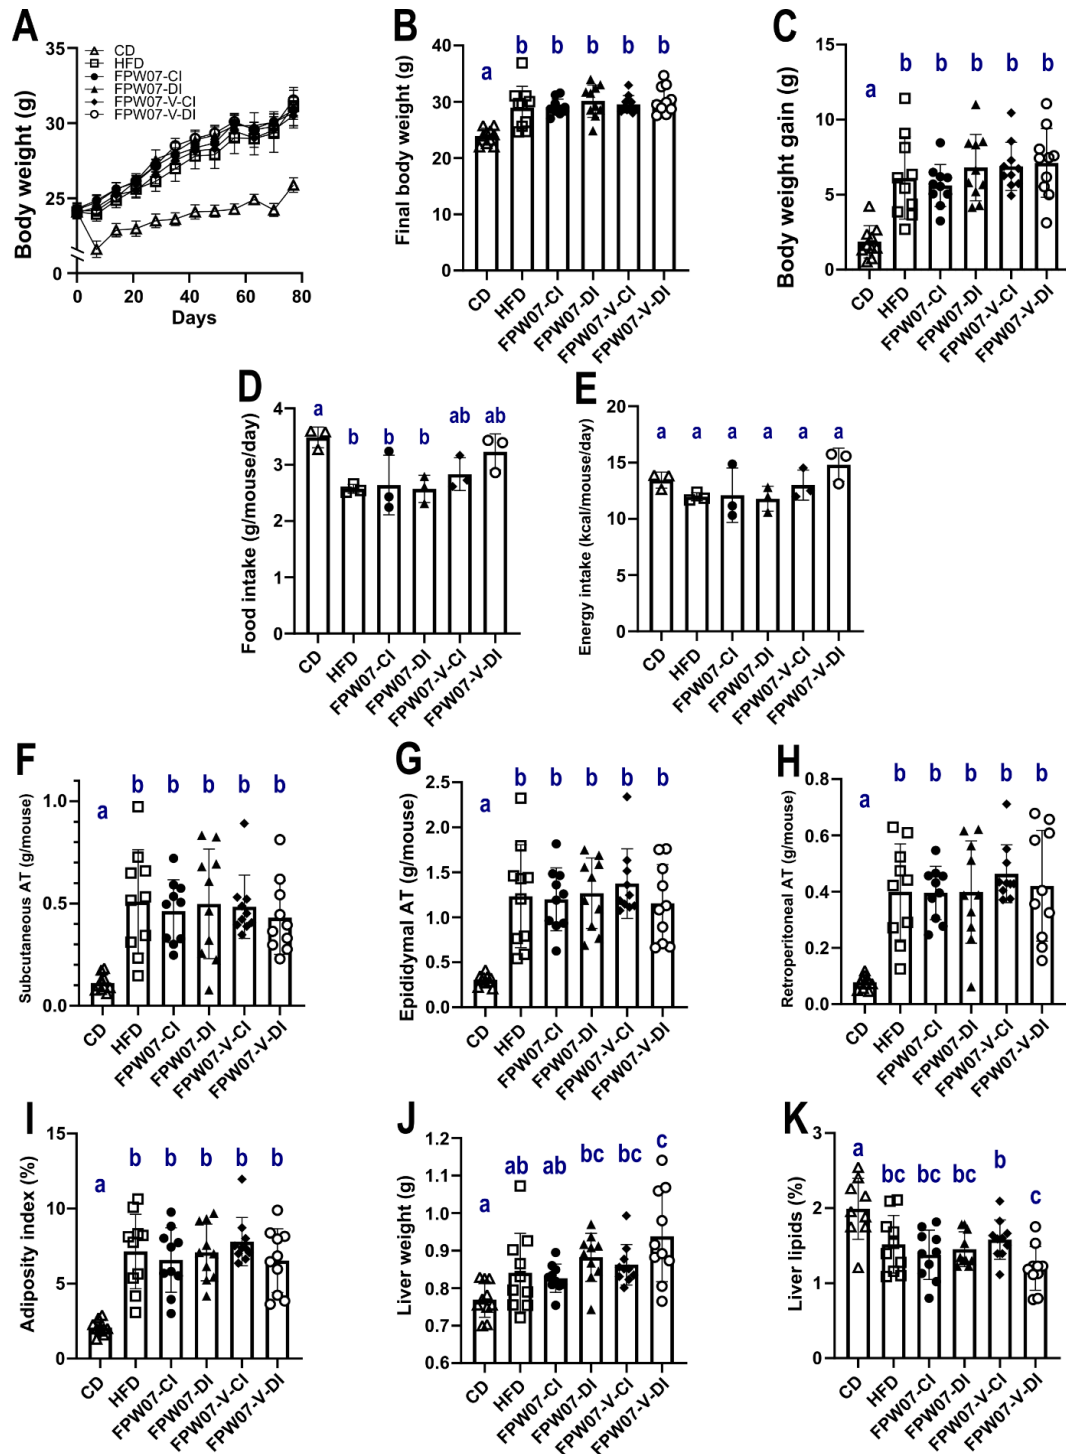 A
Body weight (g)
35
25
0
CD
HFD
FPW07-CI
FPW07-DI
FPW07-V-CI
FPW07-V-DI
0 20 40 60 80
Days
B
Final body weight (g)
40
30
20
10
0
a b b b b b
CD HFD FPW07-CI FPW07-DI FPW07-V-CI FPW07-V-DI
C
Body weight gain (g)
15
10
5
0
a b b b b b
CD HFD FPW07-CI FPW07-DI FPW07-V-CI FPW07-V-DI
D
Food intake (g/mouse/day)
4
3
2
1
0
a b b b ab ab
CD HFD FPW07-CI FPW07-DI FPW07-V-CI FPW07-V-DI
E
Energy intake (kcal/mouse/day)
20
15
10
5
0
a a a a a a
CD HFD FPW07-CI FPW07-DI FPW07-V-CI FPW07-V-DI
F
Subcutaneous AT (g/mouse)
1.0
0.5
0.0
a b b b b b
CD HFD FPW07-CI FPW07-DI FPW07-V-CI FPW07-V-DI
G
Epididymal AT (g/mouse)
2.5
2.0
1.5
1.0
0.5
0.0
a b b b b b
CD HFD FPW07-CI FPW07-DI FPW07-V-CI FPW07-V-DI
H
Retroperitoneal AT (g/mouse)
0.8
0.6
0.4
0.2
0.0
a b b b b b
CD HFD FPW07-CI FPW07-DI FPW07-V-CI FPW07-V-DI
I
Adiposity index (%)
15
10
5
0
a b b b b b
CD HFD FPW07-CI FPW07-DI FPW07-V-CI FPW07-V-DI
J
Liver weight (g)
1.2
1.1
1.0
0.9
0.8
0.7
0.6
a ab ab bc bc c
CD HFD FPW07-CI FPW07-DI FPW07-V-CI FPW07-V-DI
K
Liver lipids (%)
3
2
1
0
a bc bc bc b c
CD HFD FPW07-CI FPW07-DI FPW07-V-CI FPW07-V-DI